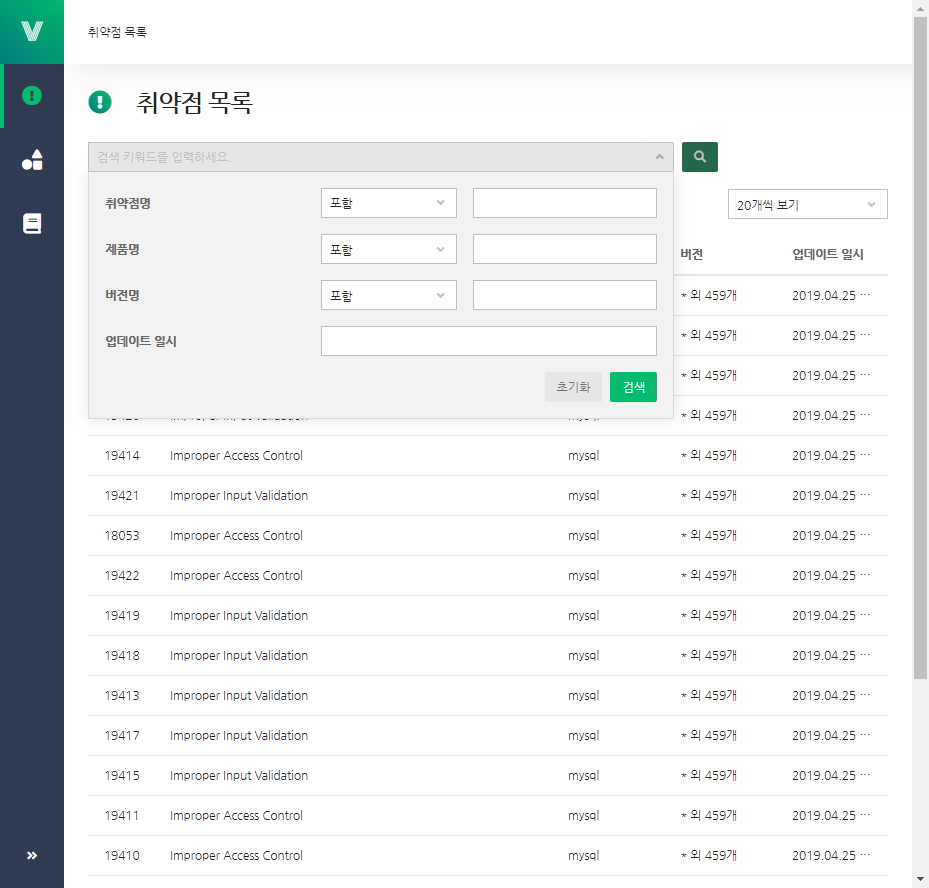 V
취약점 목록
취약점 목록
검색 키워드를 입력하세요.
취약점명 포함
20개씩 보기
제품명 포함
버전 업데이트 일시
버전명 포함
* 외 459개 2019.04.25 ···
업데이트 일시
* 외 459개 2019.04.25 ···
초기화 검색
* 외 459개 2019.04.25 ···
* 외 459개 2019.04.25 ···
19414 Improper Access Control mysql * 외 459개 2019.04.25 ···
19421 Improper Input Validation mysql * 외 459개 2019.04.25 ···
18053 Improper Access Control mysql * 외 459개 2019.04.25 ···
19422 Improper Access Control mysql * 외 459개 2019.04.25 ···
19419 Improper Input Validation mysql * 외 459개 2019.04.25 ···
19418 Improper Input Validation mysql * 외 459개 2019.04.25 ···
19413 Improper Input Validation mysql * 외 459개 2019.04.25 ···
19417 Improper Input Validation mysql * 외 459개 2019.04.25 ···
19415 Improper Input Validation mysql * 외 459개 2019.04.25 ···
19411 Improper Access Control mysql * 외 459개 2019.04.25 ···
19410 Improper Access Control mysql * 외 459개 2019.04.25 ···